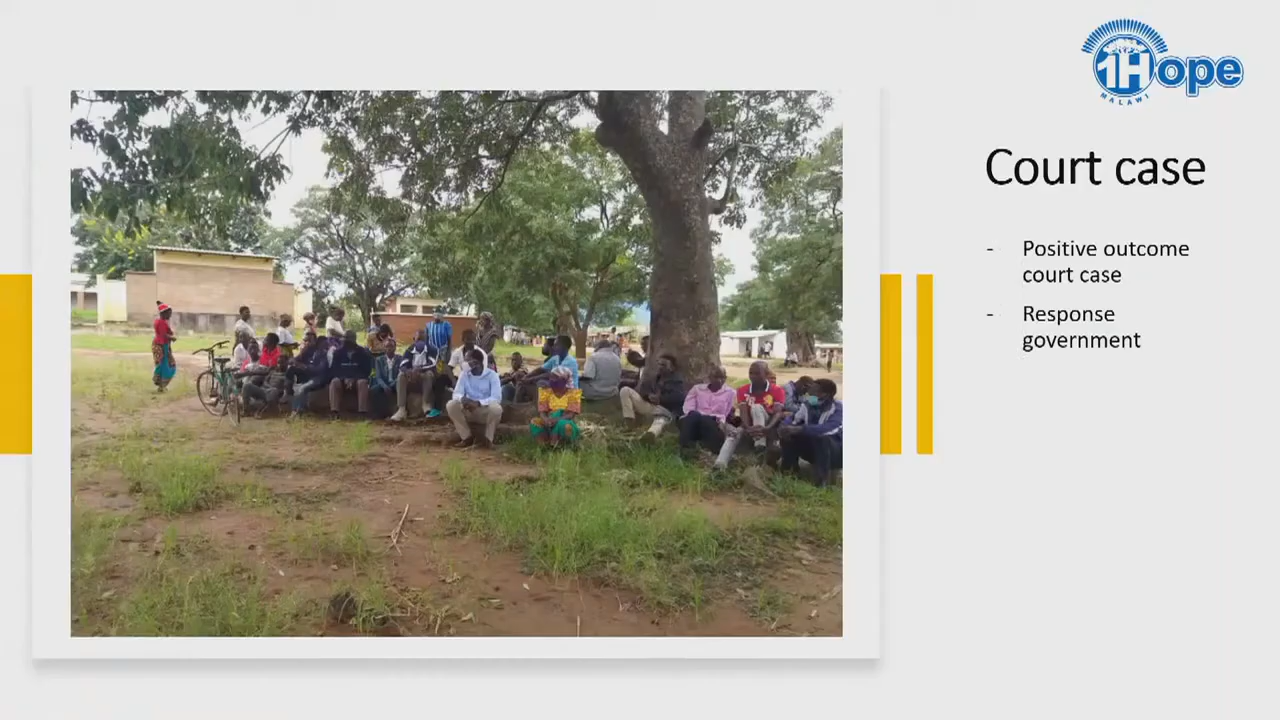 1Hope
MALAWI
Court case
- Positive outcome
court case
- Response
government